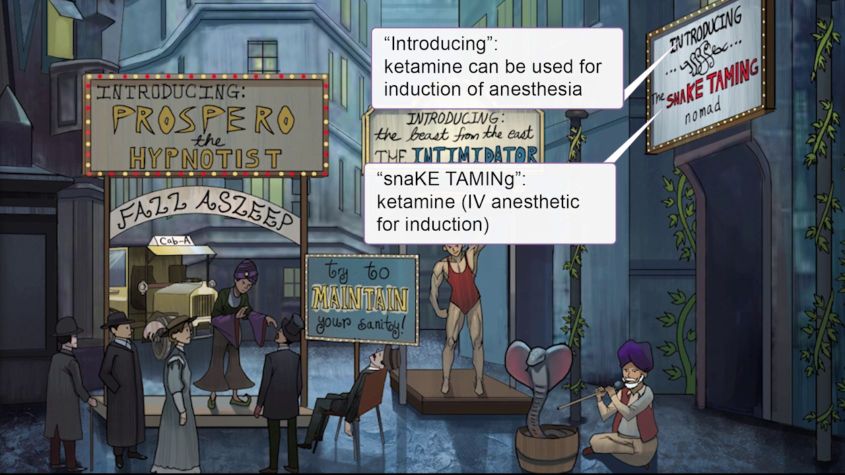 "Introducing":
ketamine can be used for
induction of anesthesia
"snaKE TAMINg":
ketamine (IV anesthetic
for induction)
INTRODUCING
...
The SNAKE TAMING
nomad
INTRODUCING:
PROSPERO
the
HYPNOTIST
FAZZ ASZEEP
Cab-A
INTRODUCING:
the beast from the east
THE INTIMIDATOR
try to
MAINTAIN
your sanity!